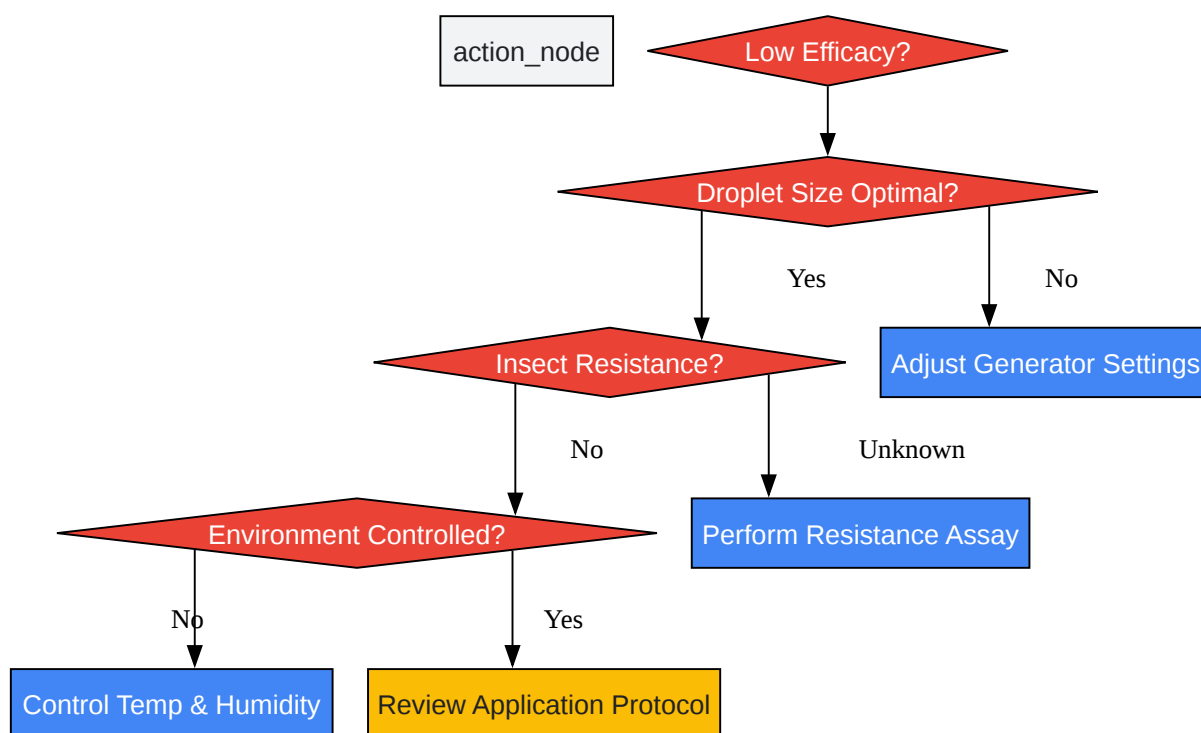 action_node
Low Efficacy?
Droplet Size Optimal?
Yes
No
Insect Resistance?
Adjust Generator Settings
No
Unknown
Environment Controlled?
Perform Resistance Assay
No
Yes
Control Temp & Humidity
Review Application Protocol